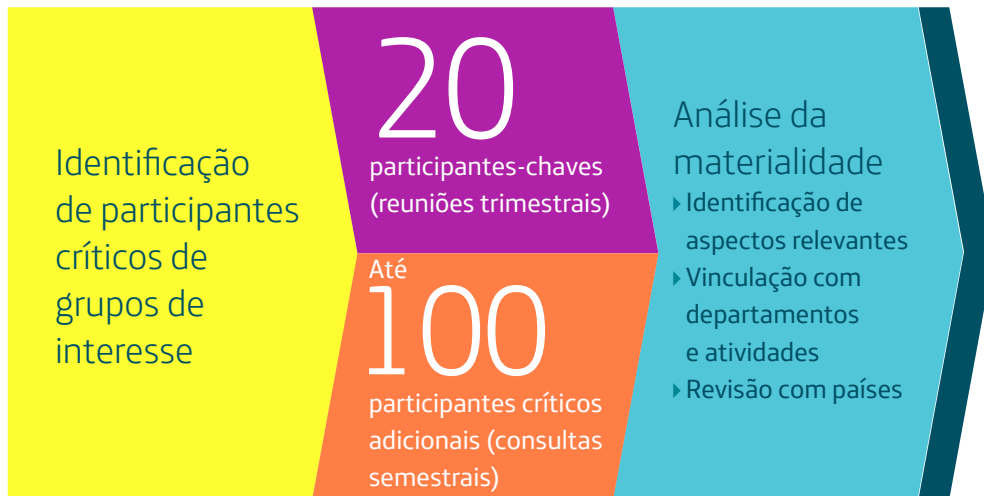 Identificação
de participantes
críticos de
grupos de
interesse
20
participantes-chaves
(reuniões trimestrais)
Até
100
participantes críticos
adicionais (consultas
semestrais)
Análise da
materialidade
Identificação de
aspectos relevantes
Vinculação com
departamentos
e atividades
Revisão com países